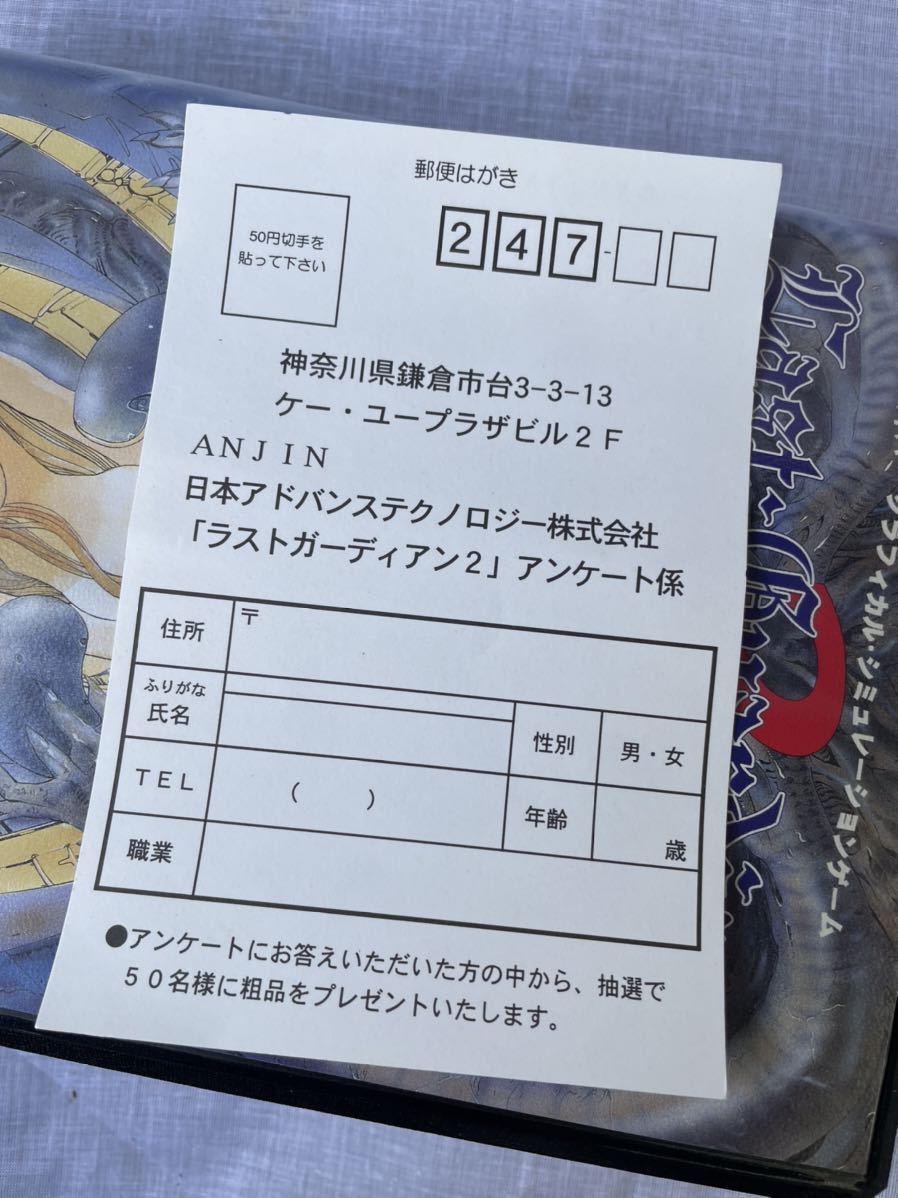 郵便はがき
50円切手を
貼って下さい
247-
神奈川県鎌倉市台3-3-13
ケー・ユープラザビル2F
ANJIN
日本アドバンステクノロジー株式会社
「ラストガーディアン2」アンケート係
住所
〒
ふりがな
氏名
性別
男・女
TEL
( )
年齢
歳
職業
●アンケートにお答えいただいた方の中から、抽選で
50名様に粗品をプレゼントいたします。
Last
2
グラフィカル・シミュレーションゲーム